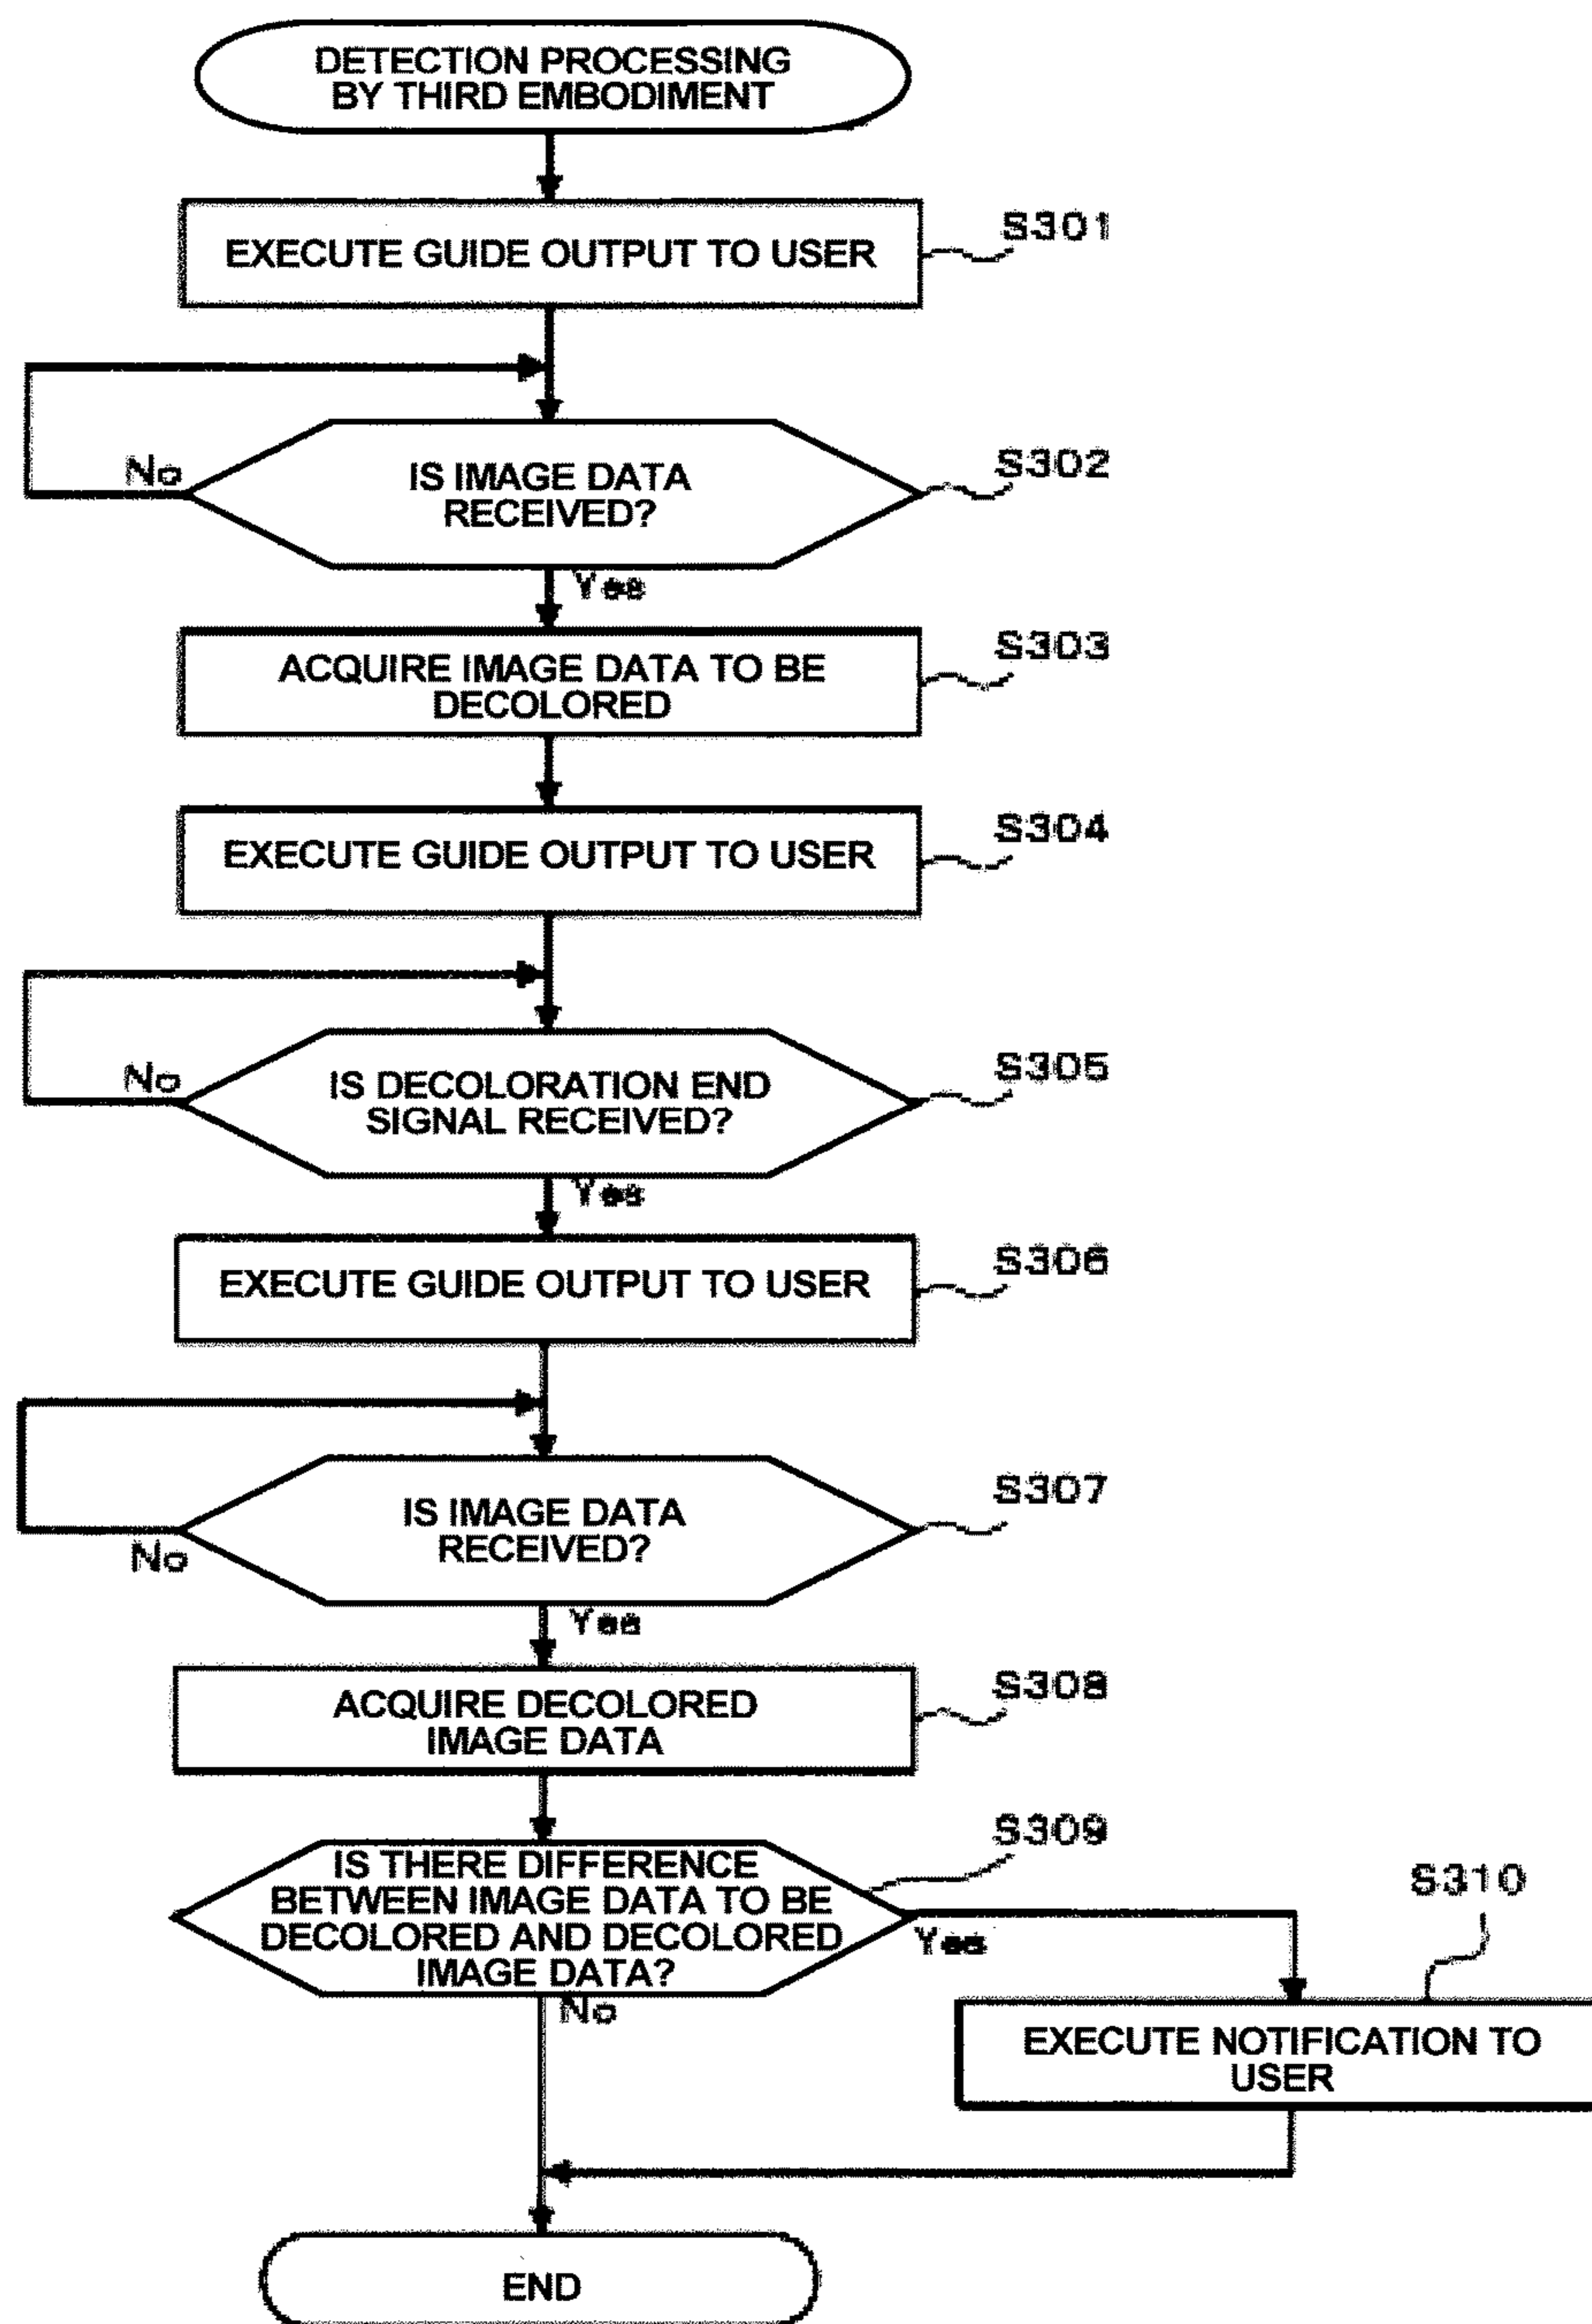 DETECTION PROCESSING
BY THIRD EMBODIMENT
EXECUTE GUIDE OUTPUT TO USER
S301
No
IS IMAGE DATA
RECEIVED?
S302
Yes
ACQUIRE IMAGE DATA TO BE
DECOLORED
S303
EXECUTE GUIDE OUTPUT TO USER
S304
No
IS DECOLORATION END
SIGNAL RECEIVED?
S305
Yes
EXECUTE GUIDE OUTPUT TO USER
S306
IS IMAGE DATA
RECEIVED?
S307
No
Yes
ACQUIRE DECOLORED
IMAGE DATA
S308
IS THERE DIFFERENCE
BETWEEN IMAGE DATA TO BE
DECOLORED AND DECOLORED
IMAGE DATA?
S309
Yes
S310
No
EXECUTE NOTIFICATION TO
USER
END